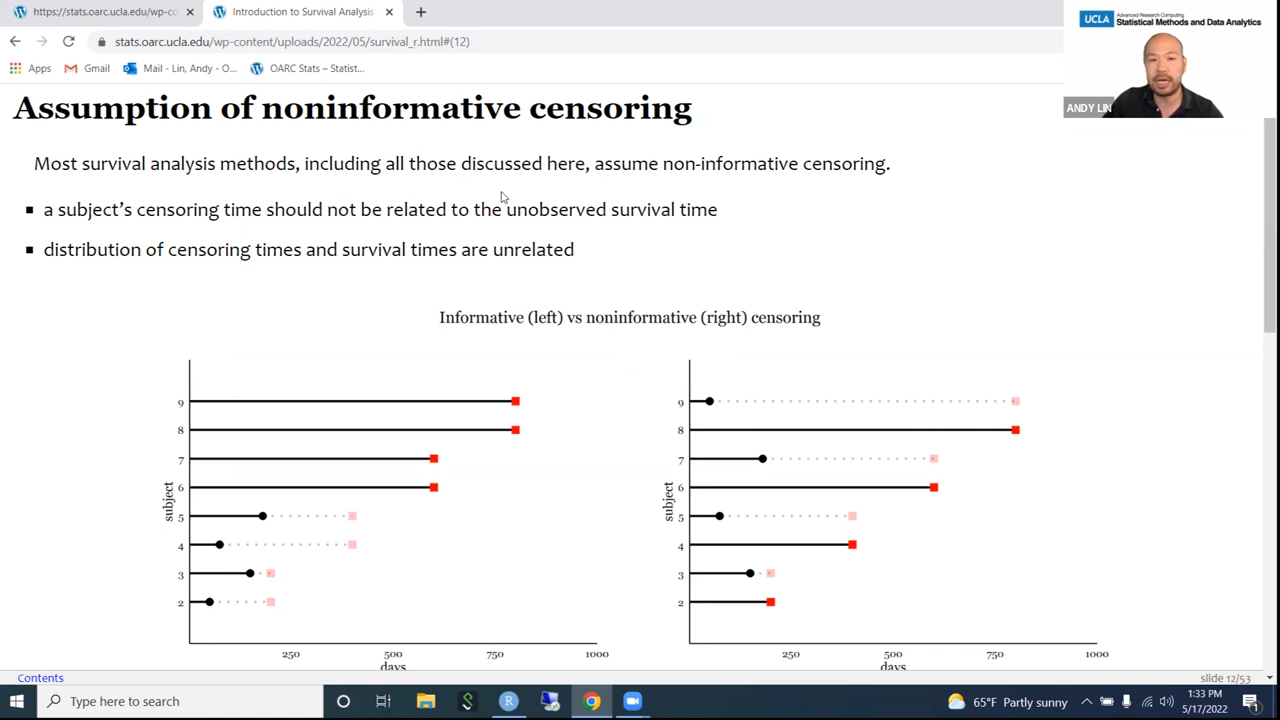 https://stats.oarc.ucla.edu/wp-co
Introduction to Survival Analysis
stats.oarc.ucla.edu/wp-content/uploads/2022/05/survival_r.html#(12)
Apps
Gmail
Mail - Lin, Andy - O...
OARC Stats – Statist...
UCLA
Advanced Research Computing
Statistical Methods and Data Analytics
ANDY LIN
Assumption of noninformative censoring
Most survival analysis methods, including all those discussed here, assume non-informative censoring.
a subject's censoring time should not be related to the unobserved survival time
distribution of censoring times and survival times are unrelated
Informative (left) vs noninformative (right) censoring
9
8
7
6
5
4
3
2
subject
250 500 750 1000
days
9
8
7
6
5
4
3
2
subject
250 500 750 1000
days
Contents
slide 12/53
Type here to search
65°F Partly sunny
1:33 PM
5/17/2022